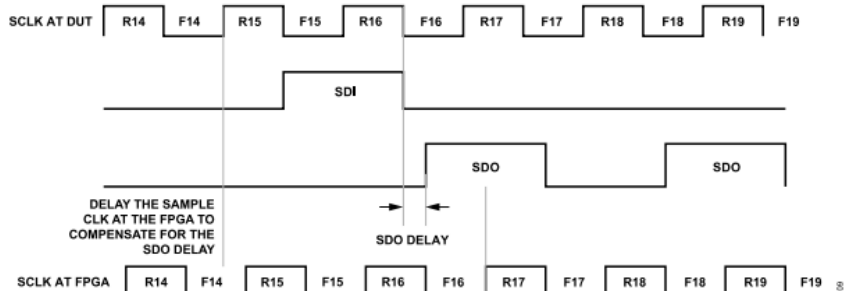 SCLK AT DUT R14 F14 R15 F15 R16 F16 R17 F17 R18 F18 R19 F19
SDI
SDO SDO
DELAY THE SAMPLE
CLK AT THE FPGA TO
COMPENSATE FOR THE
SDO DELAY
SDO DELAY
SCLK AT FPGA R14 F14 R15 F15 R16 F16 R17 F17 R18 F18 R19 F19